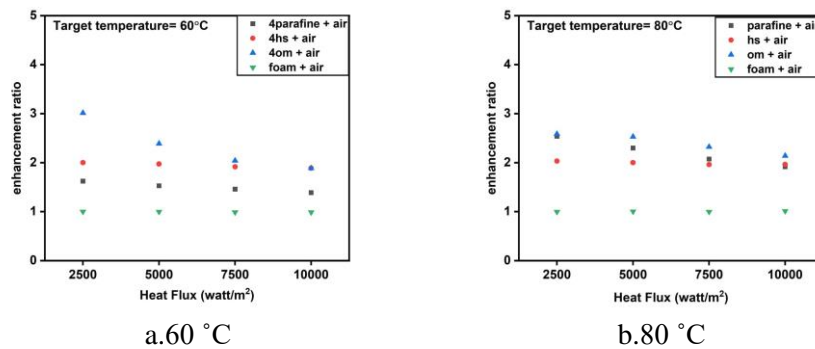 Target temperature= 60°C
4parafine + air
4hs + air
4om + air
foam + air
enhancement ratio
5
4
3
2
1
0
2500 5000 7500 10000
Heat Flux (watt/m²)
a.60 ˚C
Target temperature= 80°C
parafine + air
hs + air
om + air
foam + air
enhancement ratio
5
4
3
2
1
0
2500 5000 7500 10000
Heat Flux (watt/m²)
b.80 ˚C